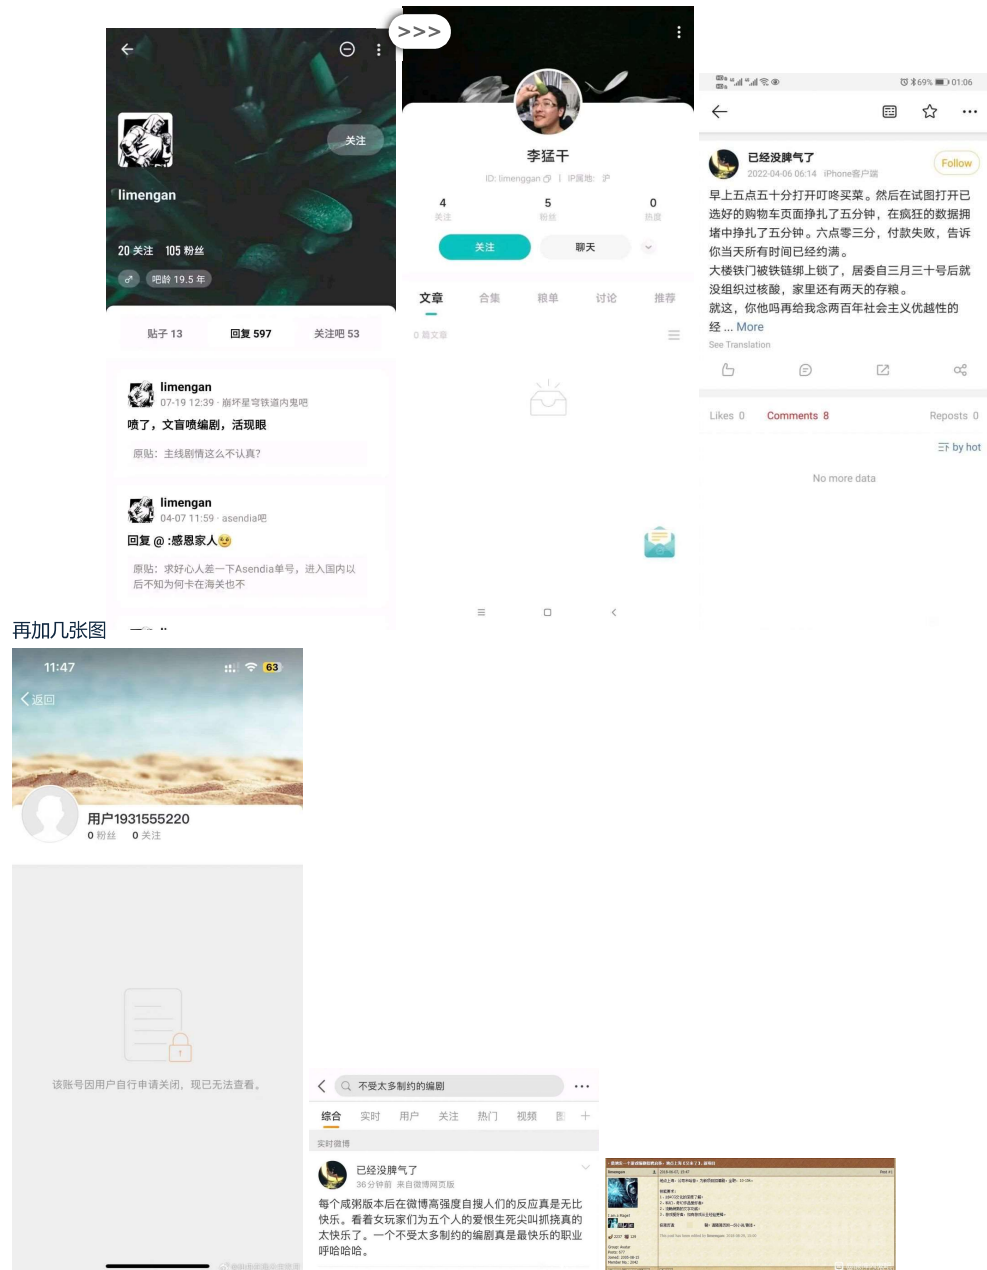 >>>
关注
limengan
20 关注 105 粉丝
♂ 吧龄 19.5 年
贴子 13 回复 597 关注吧 53
limengan
07-19 12:39 · 崩坏星穹铁道内鬼吧
喷了，文盲喷编剧，活现眼
原贴：主线剧情这么不认真？
limengan
04-07 11:59 · asendia吧
回复 @ :感恩家人
原贴：求好心人差一下Asendia单号，进入国内以
后不知为何卡在海关也不
李猛干
ID: limenggan | IP属地: 沪
4 5 0
关注 粉丝 热度
关注 聊天
文章 合集 粮单 讨论 推荐
0 篇文章
69% 01:06
已经没脾气了
2022-04-06 06:14 iPhone客户端
Follow
早上五点五十分打开叮咚买菜。然后在试图打开已
选好的购物车页面挣扎了五分钟，在疯狂的数据拥
堵中挣扎了五分钟。六点零三分，付款失败，告诉
你当天所有时间已经约满。
大楼铁门被铁链绑上锁了，居委自三月三十号后就
没组织过核酸，家里还有两天的存粮。
就这，你他吗再给我念两百年社会主义优越性的
经 ... More
See Translation
Likes 0 Comments 8 Reposts 0
by hot
No more data
再加几张图
11:47 63
返回
用户1931555220
0 粉丝 0 关注
该账号因用户自行申请关闭，现已无法查看。
不受太多制约的编剧
综合 实时 用户 关注 热门 视频
实时微博
已经没脾气了
36分钟前 来自微博网页版
每个咸粥版本后在微博高强度自搜人们的反应真是无比
快乐。看着女玩家们为五个人的爱恨生死尖叫抓挠真的
太快乐了。一个不受太多制约的编剧真是最快乐的职业
呼哈哈哈。